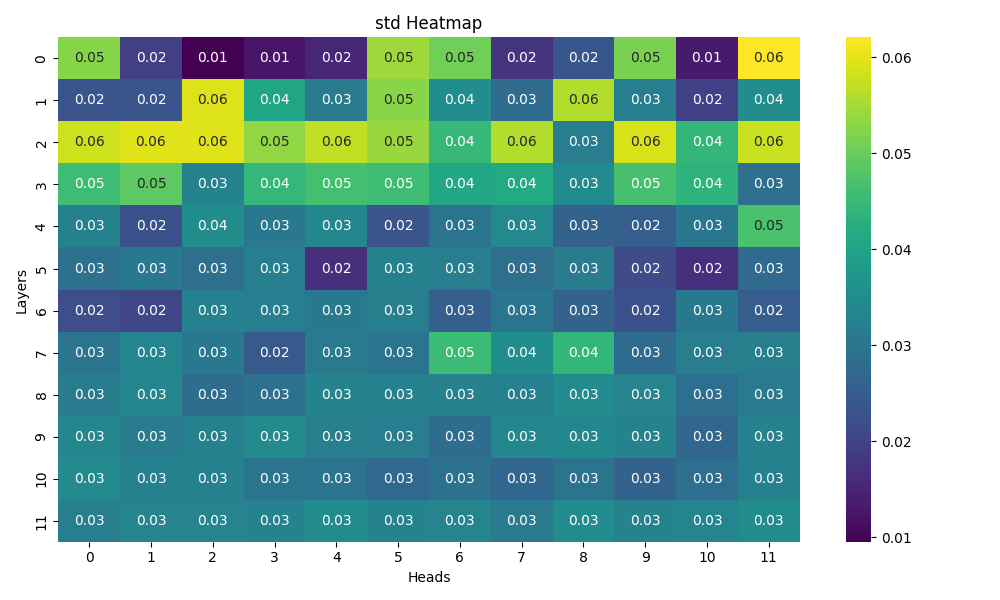 std Heatmap
0 0.05 0.02 0.01 0.01 0.02 0.05 0.05 0.02 0.02 0.05 0.01 0.06
1 0.02 0.02 0.06 0.04 0.03 0.05 0.04 0.03 0.06 0.03 0.02 0.04
2 0.06 0.06 0.06 0.05 0.06 0.05 0.04 0.06 0.03 0.06 0.04 0.06
3 0.05 0.05 0.03 0.04 0.05 0.05 0.04 0.04 0.03 0.05 0.04 0.03
4 0.03 0.02 0.04 0.03 0.03 0.02 0.03 0.03 0.03 0.02 0.03 0.05
5 0.03 0.03 0.03 0.03 0.02 0.03 0.03 0.03 0.03 0.02 0.02 0.03
6 0.02 0.02 0.03 0.03 0.03 0.03 0.03 0.03 0.03 0.02 0.03 0.02
7 0.03 0.03 0.03 0.02 0.03 0.03 0.05 0.04 0.04 0.03 0.03 0.03
8 0.03 0.03 0.03 0.03 0.03 0.03 0.03 0.03 0.03 0.03 0.03 0.03
9 0.03 0.03 0.03 0.03 0.03 0.03 0.03 0.03 0.03 0.03 0.03 0.03
10 0.03 0.03 0.03 0.03 0.03 0.03 0.03 0.03 0.03 0.03 0.03 0.03
11 0.03 0.03 0.03 0.03 0.03 0.03 0.03 0.03 0.03 0.03 0.03 0.03
0 1 2 3 4 5 6 7 8 9 10 11
Heads
Layers
0.06
0.05
0.04
0.03
0.02
0.01